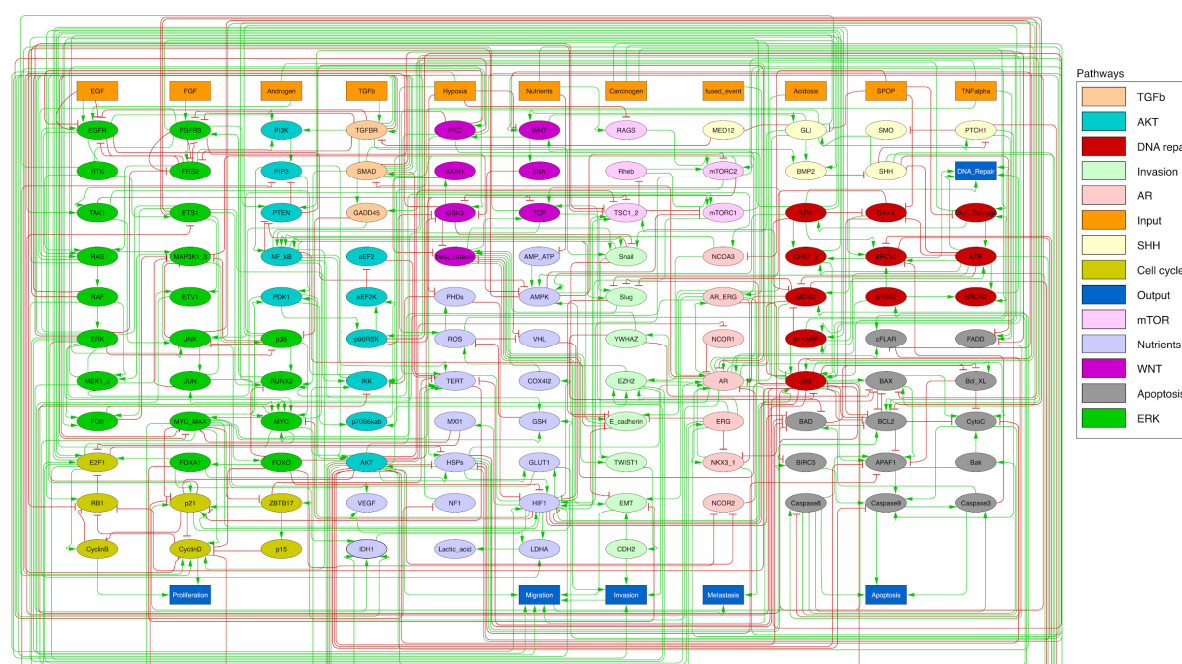 EGF FGF Androgen TGFb Hypoxia Nutrients Carcinogen fused_event Acidosis SPOP TNFalpha
EGFR FGFR3 PI3K TGFBR PKC WNT RAGS MED12 GLI SMO PTCH1
RTK FRS2 PIP3 SMAD AXIN1 Dsh Rheb mTORC2 BMP2 SHH DNA_Repair
TAK1 ETS1 PTEN GADD45 GSK3 TCF TSC1_2 mTORC1 ATM DAXX DNA_Damage
RAS MAP3K1_3 NF_kB eEF2 beta_catenin AMP_ATP Snail NCOA3 CHK1_2 BRCA1 ATR
RAF ETV1 PDK1 eEF2K PHDs AMPK Slug AR_ERG MDM2 EP300 BRCA2
ERK JNK p38 p90RSK ROS VHL YWHAZ NCOR1 p14ARF cFLAR FADD
MEK1_2 JUN RUNX2 IKK TERT COX4I2 EZH2 AR p53 BAX Bcl_XL
FOS MYC_MAX MYC p70S6kab MXI1 GSH E_cadherin ERG BAD BCL2 CytoC
E2F1 FOXA1 FOXO AKT HSPs GLUT1 TWIST1 NKX3_1 BIRC5 APAF1 Bak
RB1 p21 ZBTB17 VEGF NF1 HIF1 EMT NCOR2 Caspase8 Caspase9 Caspase3
CyclinB CyclinD p15 IDH1 Lactic_acid LDHA CDH2
Proliferation Migration Invasion Metastasis Apoptosis
Pathways
TGFb
AKT
DNA repa
Invasion
AR
Input
SHH
Cell cycle
Output
mTOR
Nutrients
WNT
Apoptosis
ERK